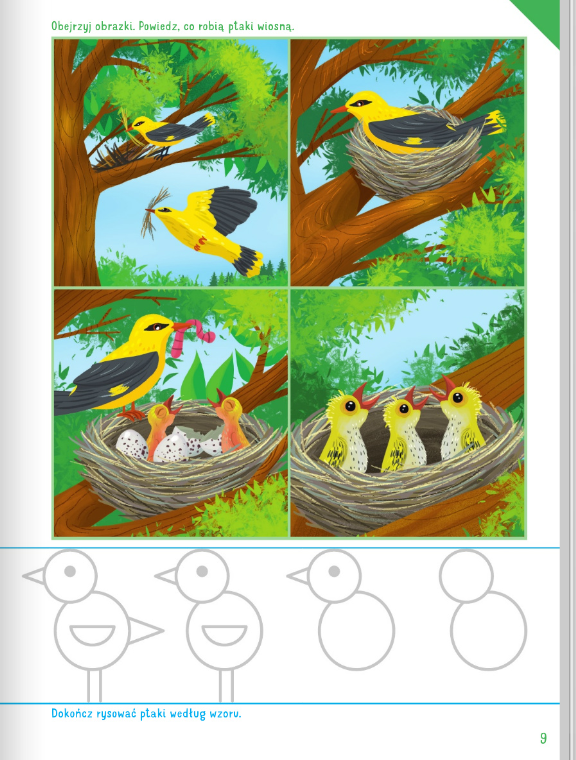 Obejrzyj obrazki. Powiedz, co robią ptaki wiosną.
Dokończ rysować ptaki według wzoru.
9